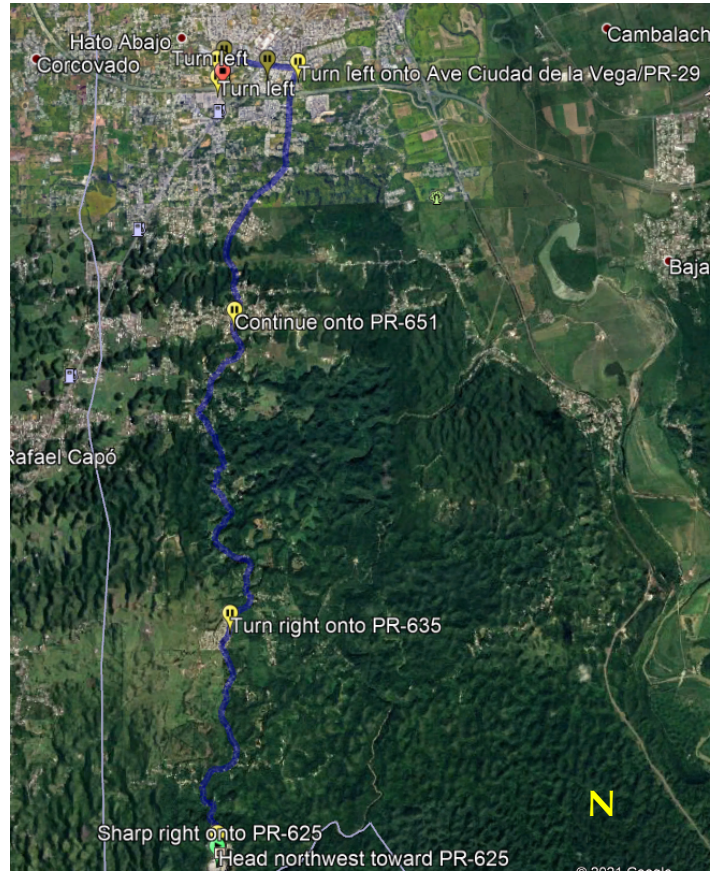 Hato Abajo
Cambalach
Corcovado
Turn left
Turn left onto Ave Ciudad de la Vega/PR-29
Turn left
Baja
Continue onto PR-651
Rafael Capó
Turn right onto PR-635
N
Sharp right onto PR-625
Head northwest toward PR-625
© 2021 Google